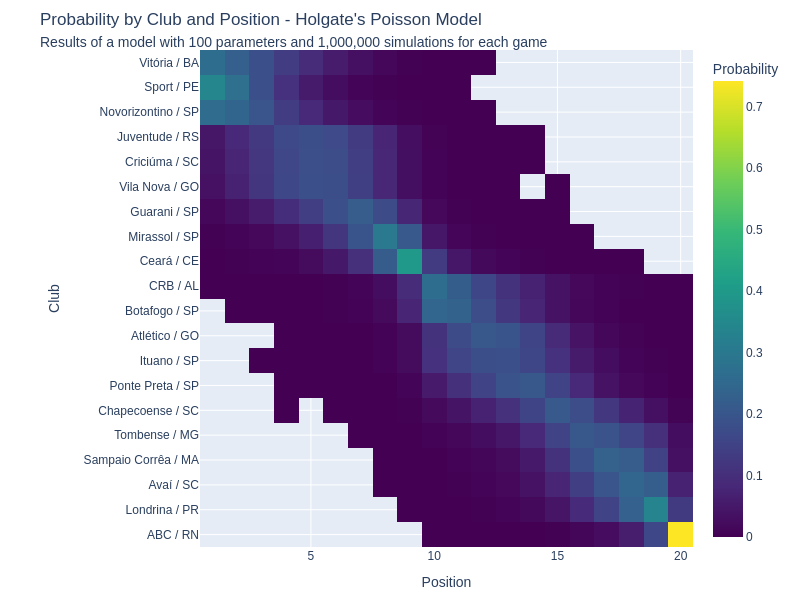 Probability by Club and Position - Holgate's Poisson Model
Results of a model with 100 parameters and 1,000,000 simulations for each game
Probability
Vitória / BA
Sport / PE
Novorizontino / SP
Juventude / RS
Criciúma / SC
Vila Nova / GO
Guarani / SP
Mirassol / SP
Ceará / CE
CRB / AL
Botafogo / SP
Atlético / GO
Ituano / SP
Ponte Preta / SP
Chapecoense / SC
Tombense / MG
Sampaio Corrêa / MA
Avaí / SC
Londrina / PR
ABC / RN
Club
5
10
15
20
Position
0.7
0.6
0.5
0.4
0.3
0.2
0.1
0